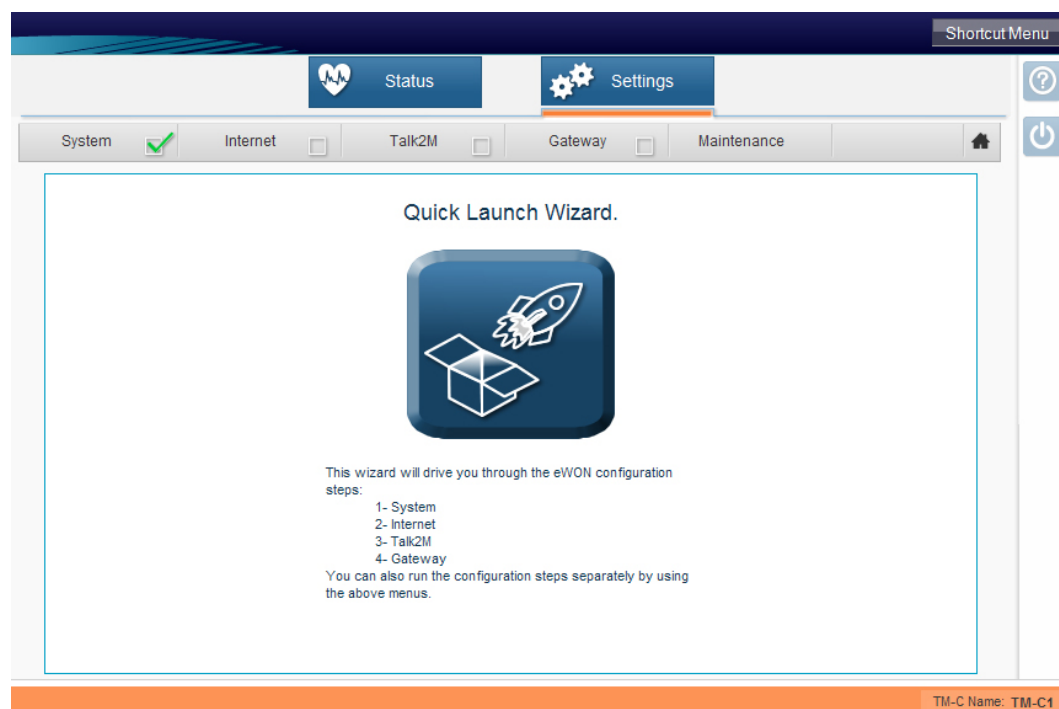 Shortcut Menu
Status
Settings
System
Internet
Talk2M
Gateway
Maintenance
Quick Launch Wizard.
This wizard will drive you through the eWON configuration
steps:
1- System
2- Internet
3- Talk2M
4- Gateway
You can also run the configuration steps separately by using
the above menus.
TM-C Name: TM-C1